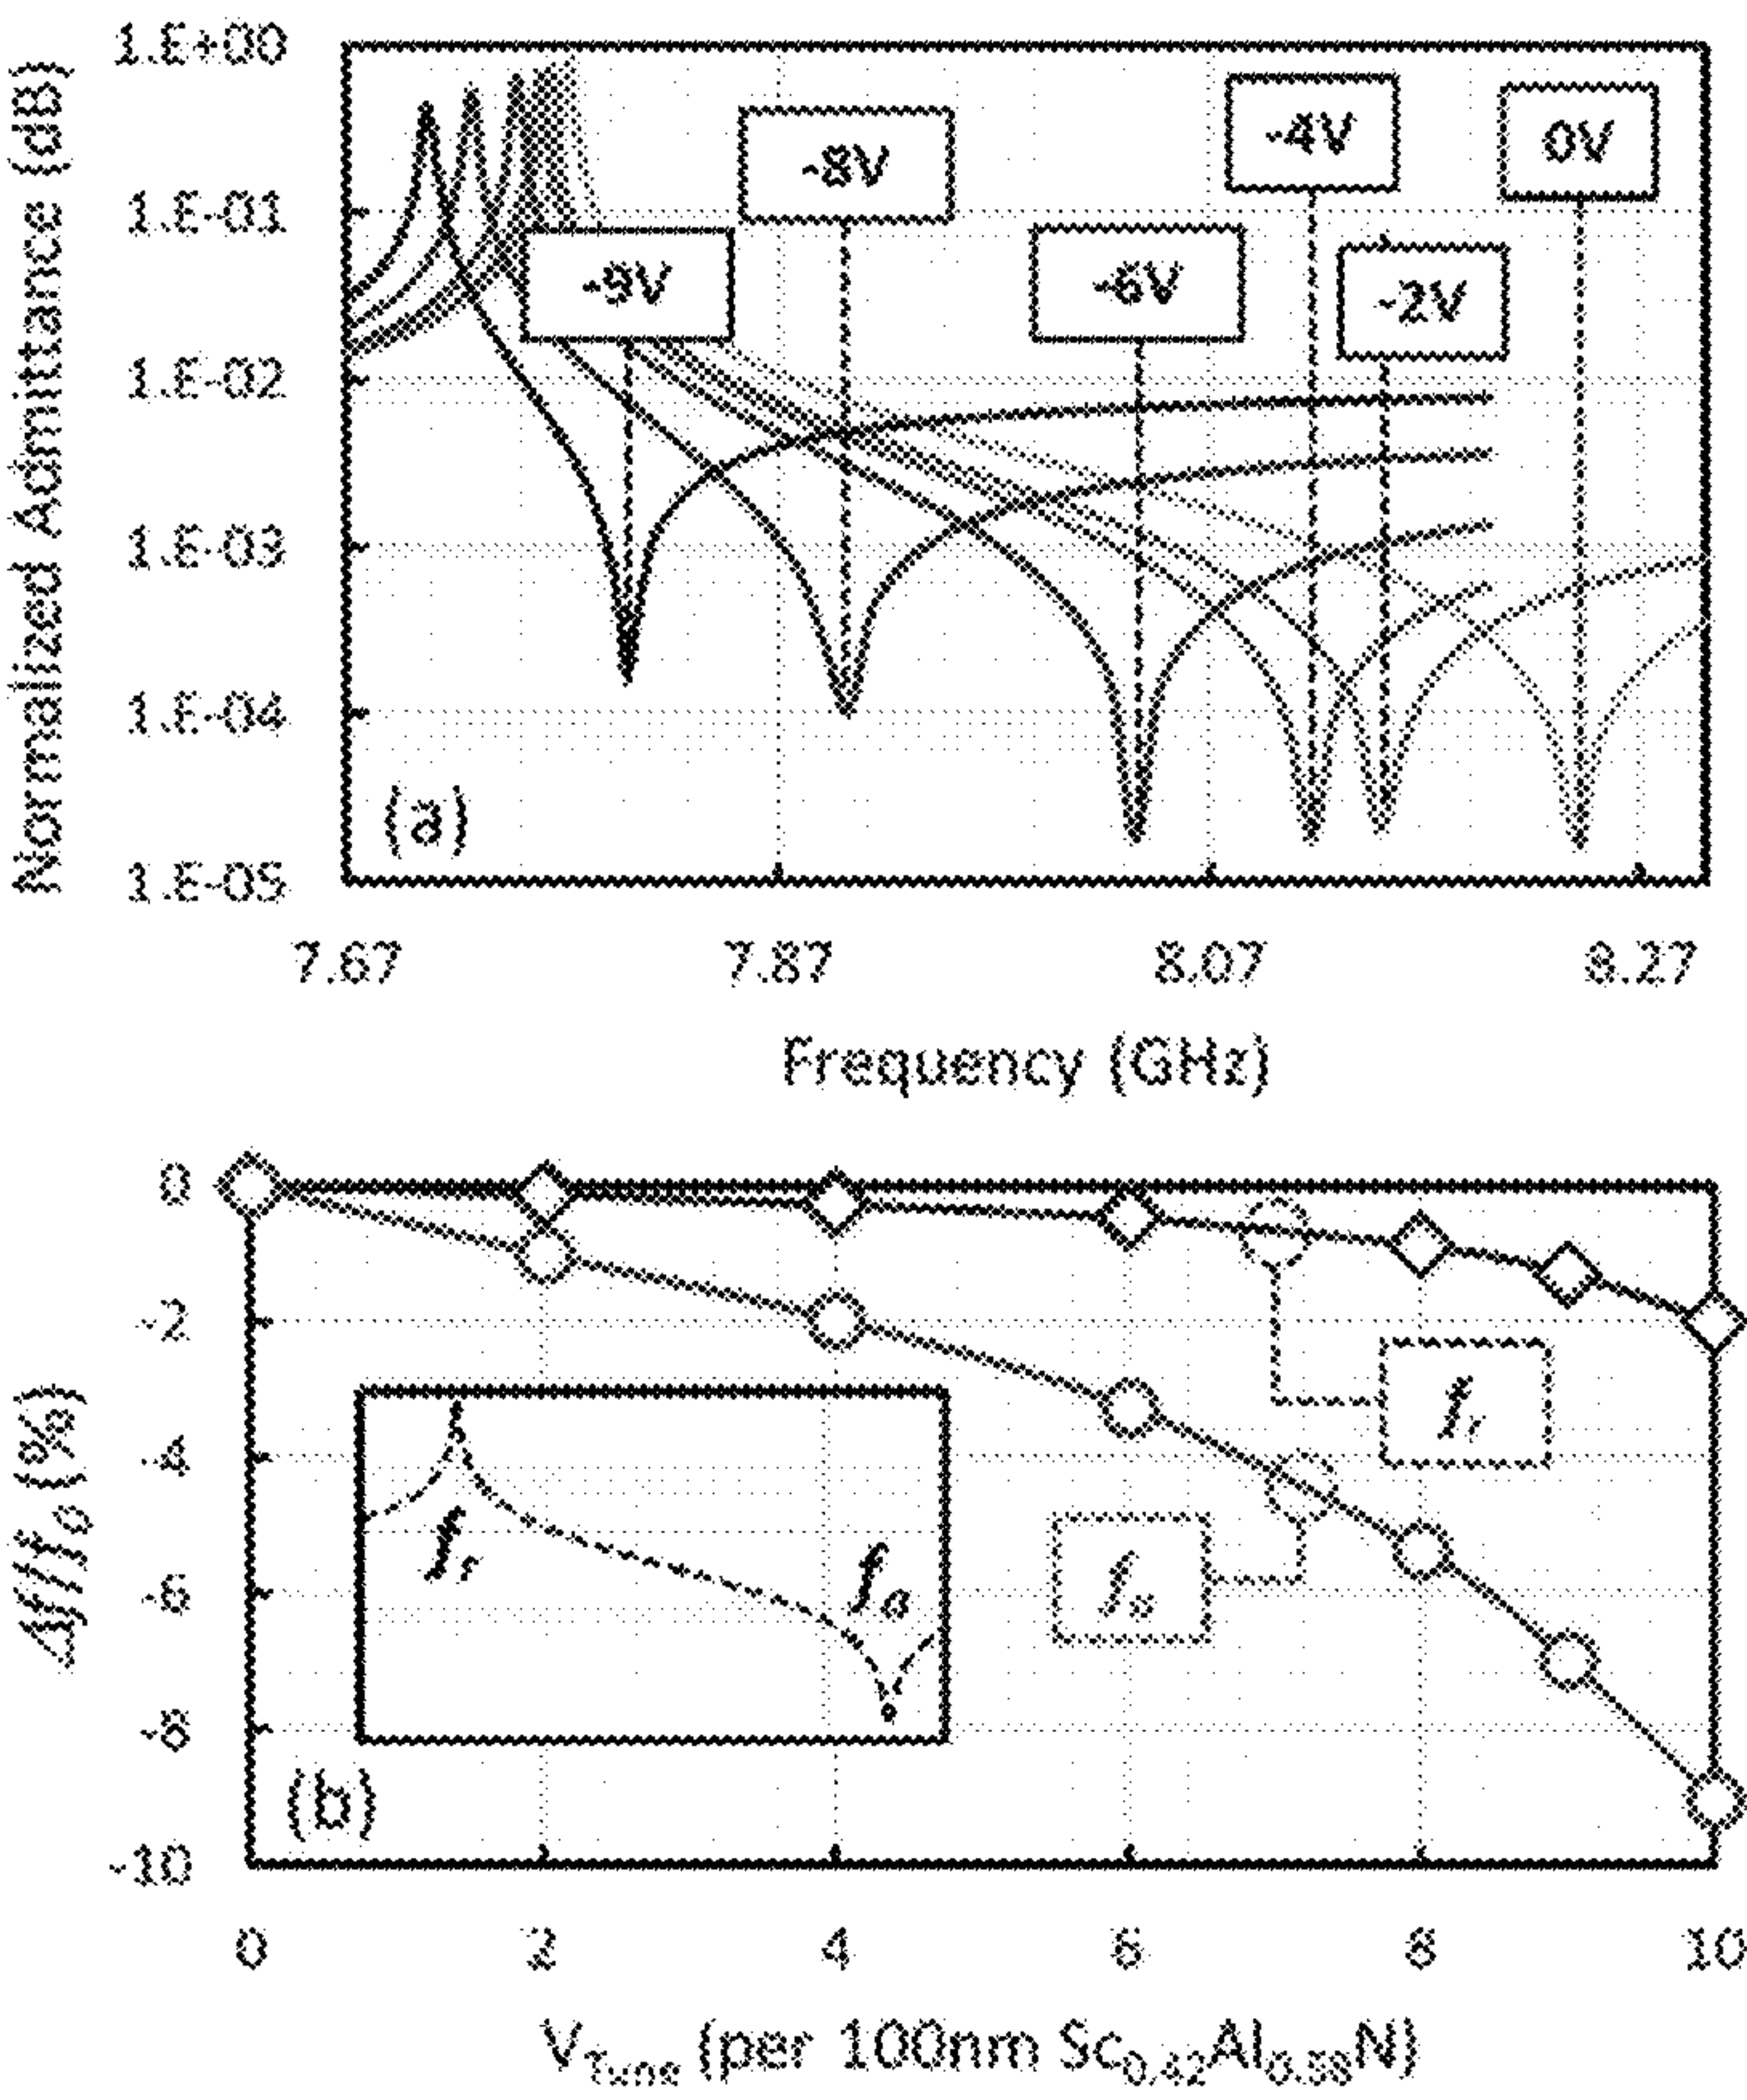 Normalized Admittance (dB)
1.E+00
1.E-01
1.E-02
1.E-03
1.E-04
1.E-05
-9V
-8V
-6V
-4V
-2V
0V
(a)
7.67 7.87 8.07 8.27
Frequency (GHz)
Δf/f₀ (%)
0
-2
-4
-6
-8
-10
fᵣ
fₐ
fᵣ
fₐ
(b)
0 2 4 6 8 10
V_Tune (per 100nm Sc₀.₄₂Al₀.₅₈N)